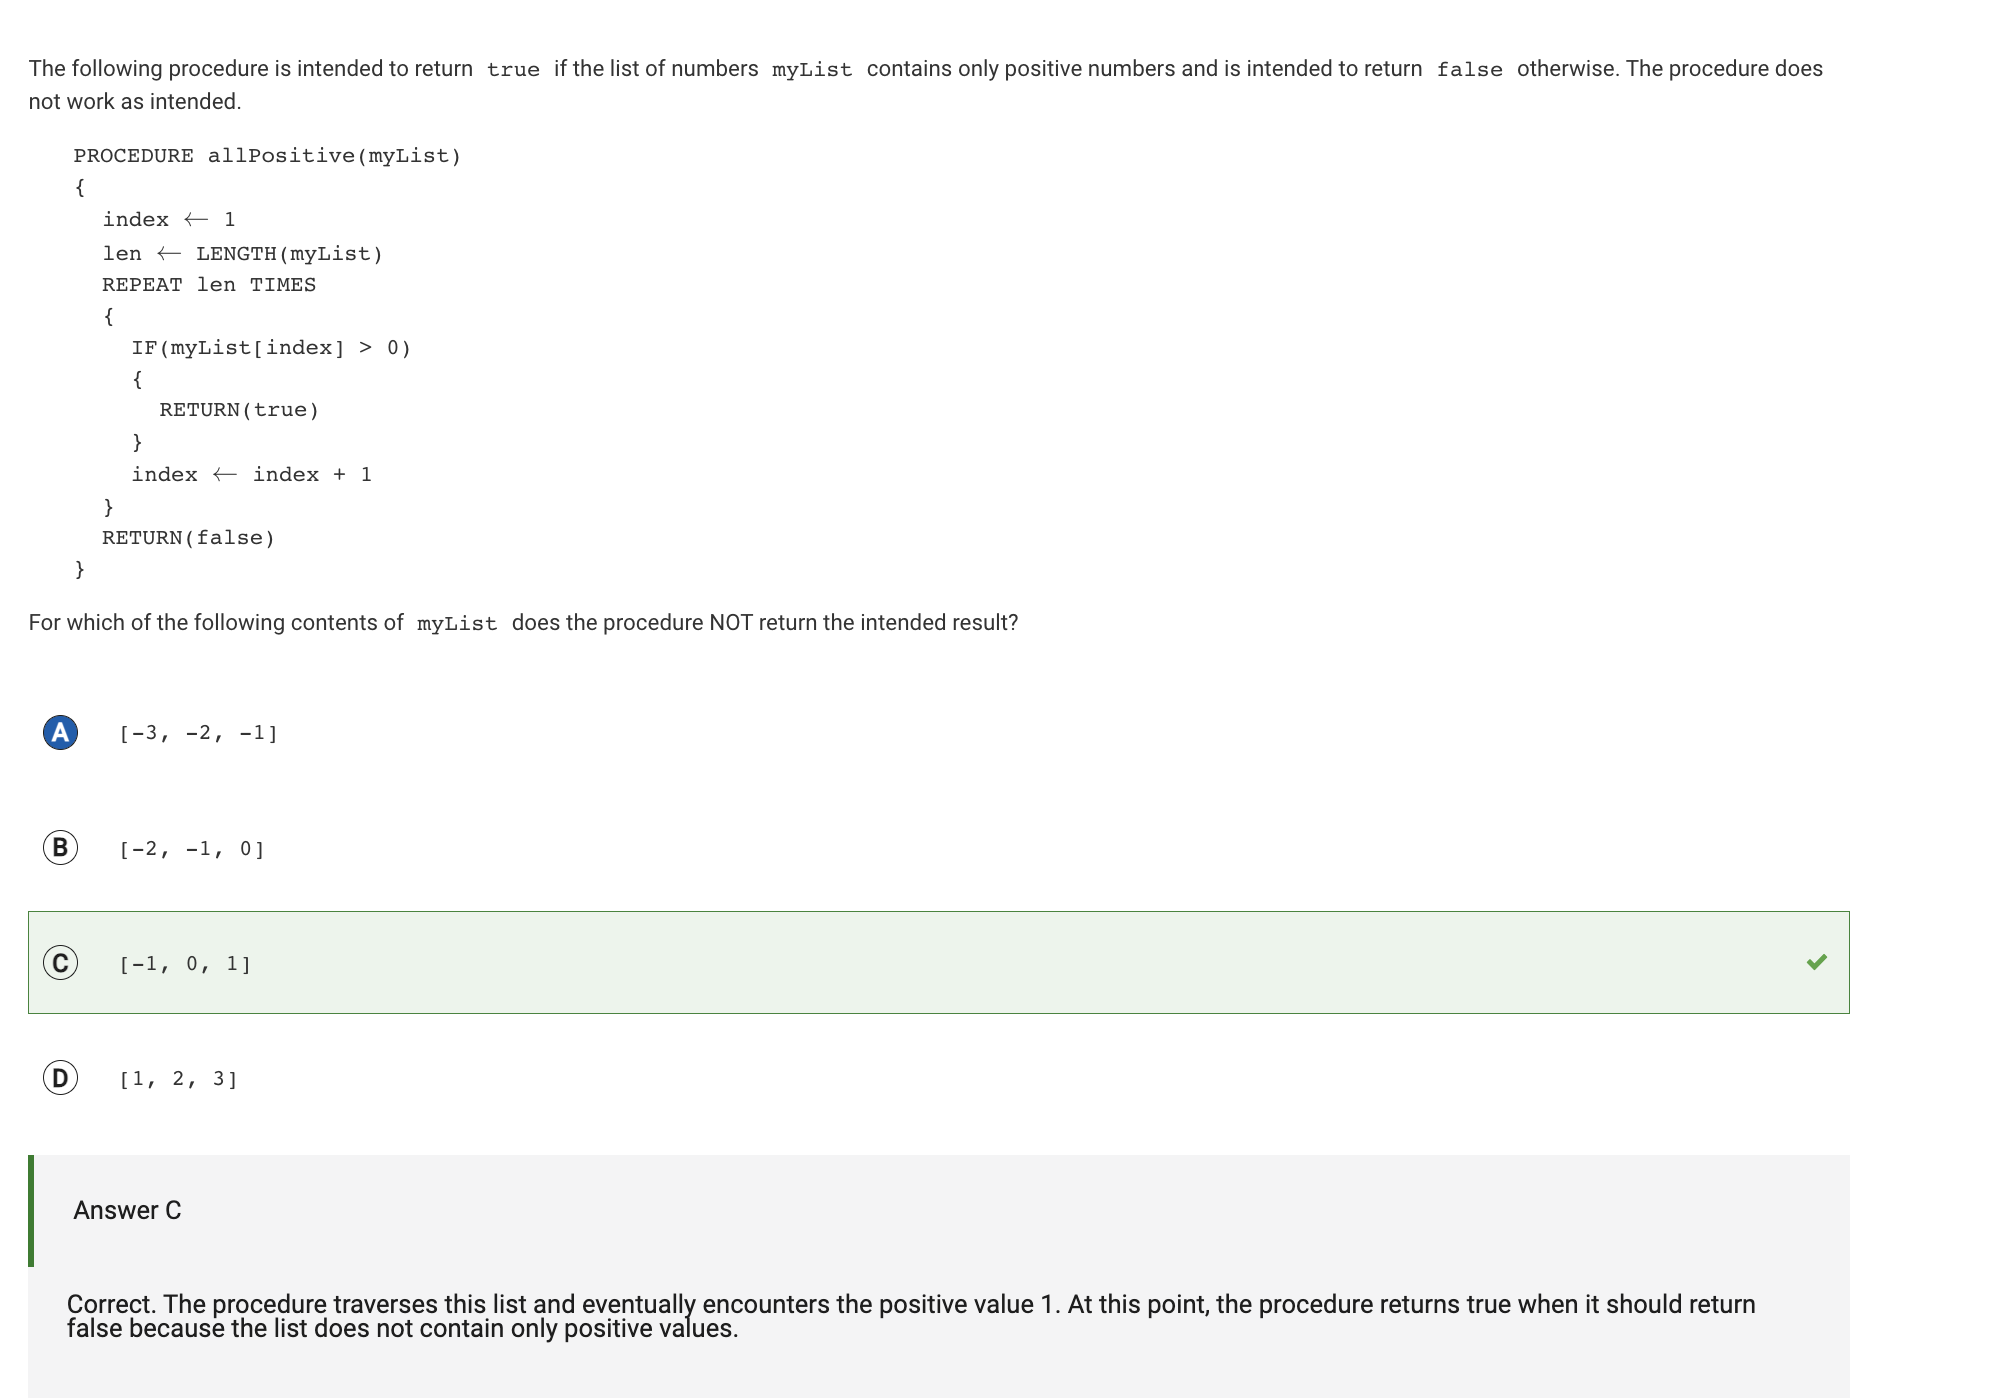 The following procedure is intended to return true if the list of numbers myList contains only positive numbers and is intended to return false otherwise. The procedure does
not work as intended.
PROCEDURE allPositive(myList)
{
index ← 1
len ← LENGTH(myList)
REPEAT len TIMES
{
IF(myList[index] > 0)
{
RETURN(true)
}
index ← index + 1
}
RETURN(false)
}
For which of the following contents of myList does the procedure NOT return the intended result?
A [-3, -2, -1]
B [-2, -1, 0]
C [-1, 0, 1]
D [1, 2, 3]
Answer C
Correct. The procedure traverses this list and eventually encounters the positive value 1. At this point, the procedure returns true when it should return
false because the list does not contain only positive values.